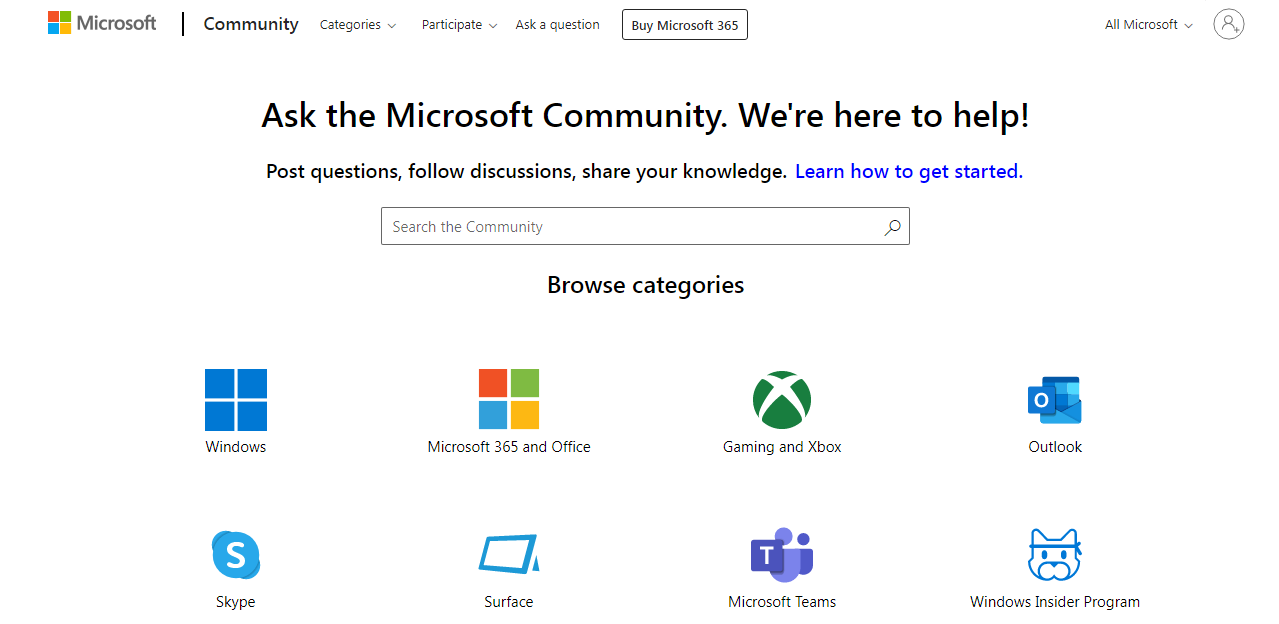 Microsoft Community Categories Participate Ask a question Buy Microsoft 365 All Microsoft
Ask the Microsoft Community. We're here to help!
Post questions, follow discussions, share your knowledge. Learn how to get started.
Search the Community
Browse categories
Windows Microsoft 365 and Office Gaming and Xbox O Outlook
S T
Skype Surface Microsoft Teams Windows Insider Program